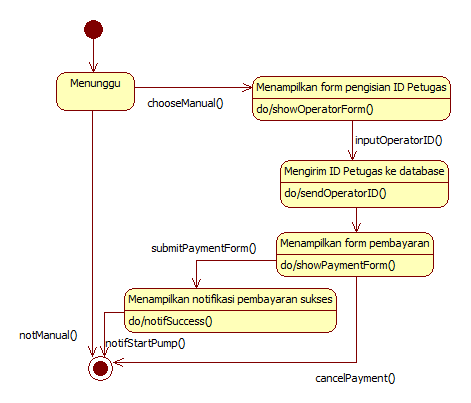 Menunggu
chooseManual()
Menampilkan form pengisian ID Petugas
do/showOperatorForm()
inputOperatorID()
Mengirim ID Petugas ke database
do/sendOperatorID()
Menampilkan form pembayaran
do/showPaymentForm()
submitPaymentForm()
Menampilkan notifikasi pembayaran sukses
do/notifSuccess()
notManual()
notifStartPump()
cancelPayment()